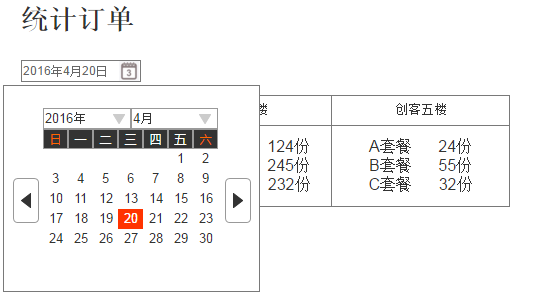 统计订单
2016年4月20日 3
2016年 4月
日 一 二 三 四 五 六
1 2
3 4 5 6 7 8 9
10 11 12 13 14 15 16
17 18 19 20 21 22 23
24 25 26 27 28 29 30
楼 创客五楼
124份 A套餐 24份
245份 B套餐 55份
232份 C套餐 32份